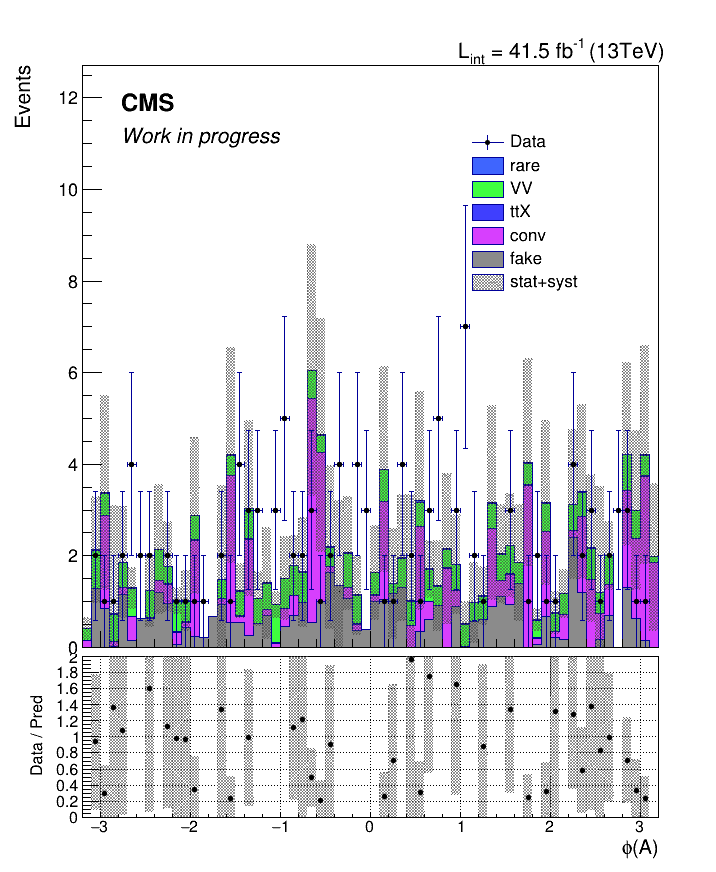 L_int = 41.5 fb^-1 (13TeV)
Events
CMS
Work in progress
Data
rare
VV
ttX
conv
fake
stat+syst
12
10
8
6
4
2
0
Data / Pred
2
1.8
1.6
1.4
1.2
1
0.8
0.6
0.4
0.2
0
−3 −2 −1 0 1 2 3
ϕ(A)